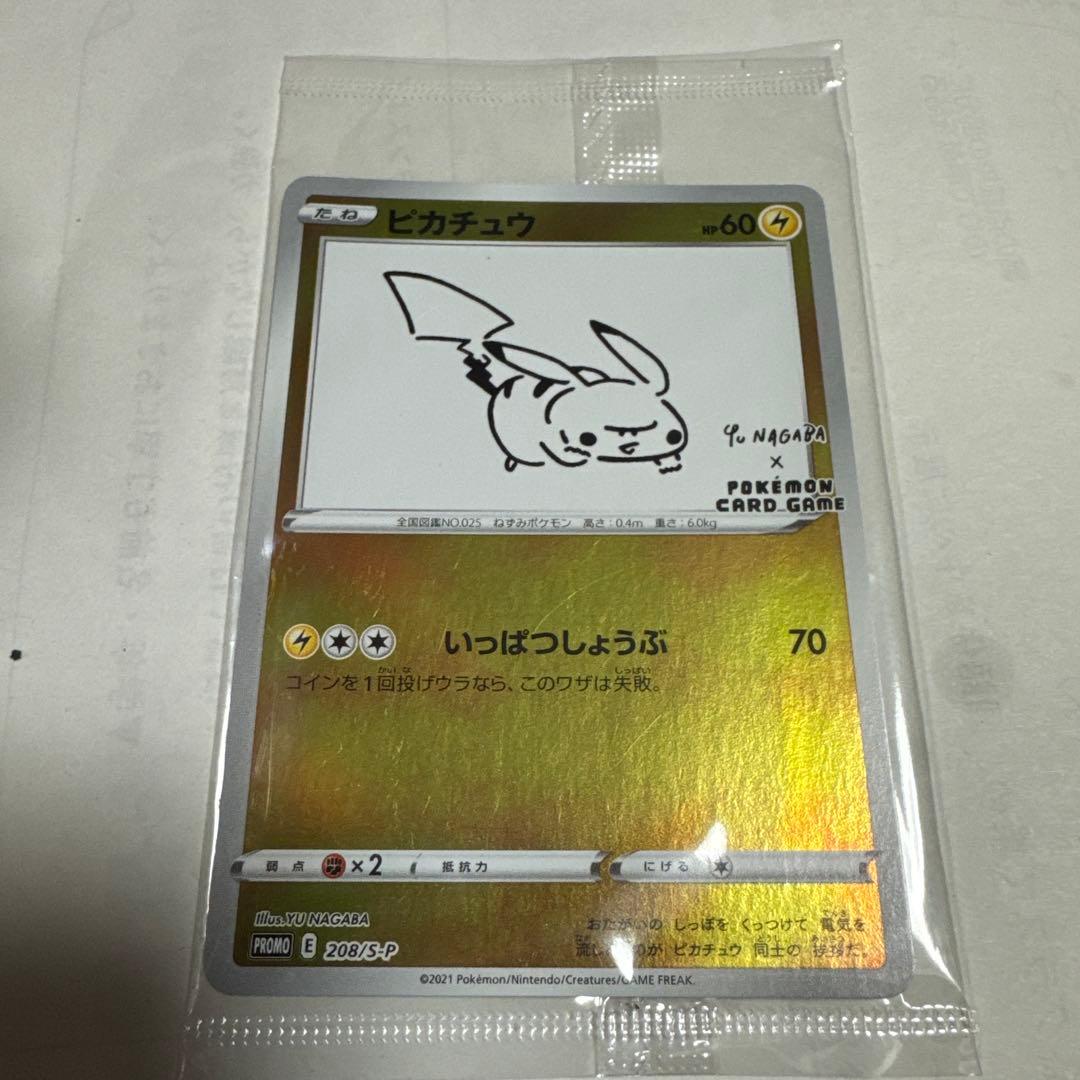 たね ピカチュウ HP60
Yu NAGABA
×
POKÉMON
CARD GAME
全国図鑑NO.025 ねずみポケモン 高さ:0.4m 重さ:6.0kg
いっぱつしょうぶ 70
コインを1回投げウラなら、このワザは失敗。
弱点 ×2 抵抗力 にげる
Illus. YU NAGABA
おたがいの しっぽを くっつけて 電気を
PROMO E 208/S-P
ピカチュウ 同士の 挨拶だ。
©2021 Pokémon/Nintendo/Creatures/GAME FREAK.